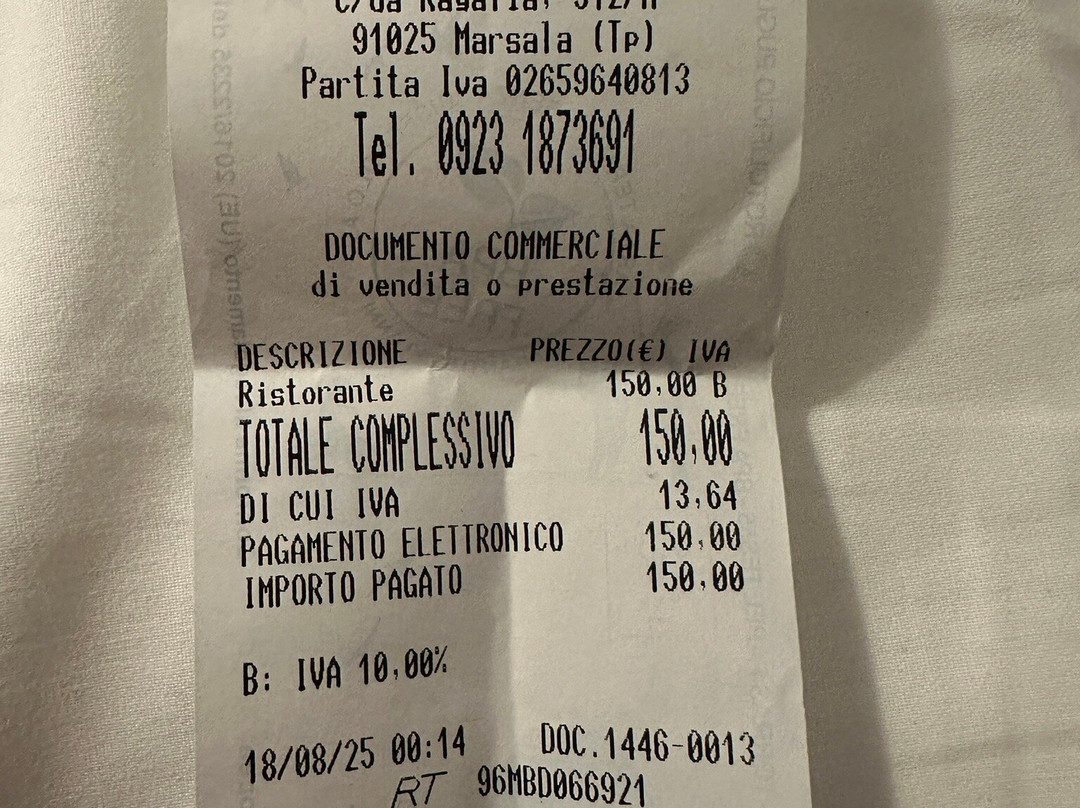 91025 Marsala (Tp)
Partita Iva 02659640813
Tel. 0923 1873691
DOCUMENTO COMMERCIALE
di vendita o prestazione
DESCRIZIONE PREZZO(€) IVA
Ristorante 150,00 B
TOTALE COMPLESSIVO 150,00
DI CUI IVA 13,64
PAGAMENTO ELETTRONICO 150,00
IMPORTO PAGATO 150,00
B: IVA 10,00%
18/08/25 00:14 DOC.1446-0013
RT 96MBD066921